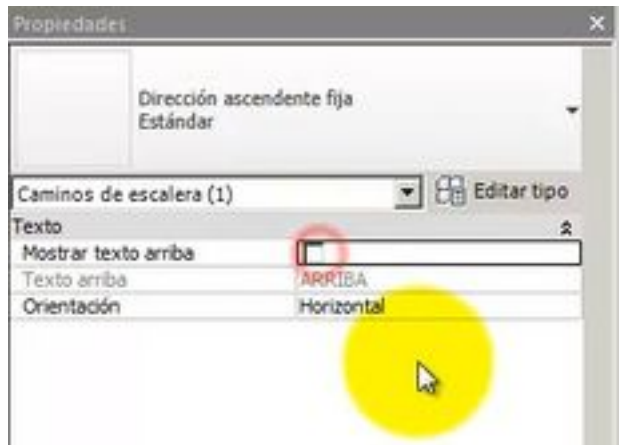 Propiedades
Dirección ascendente fija
Estándar
Caminos de escalera (1)
Editar tipo
Texto
Mostrar texto arriba
Texto arriba
ARRIBA
Orientación
Horizontal